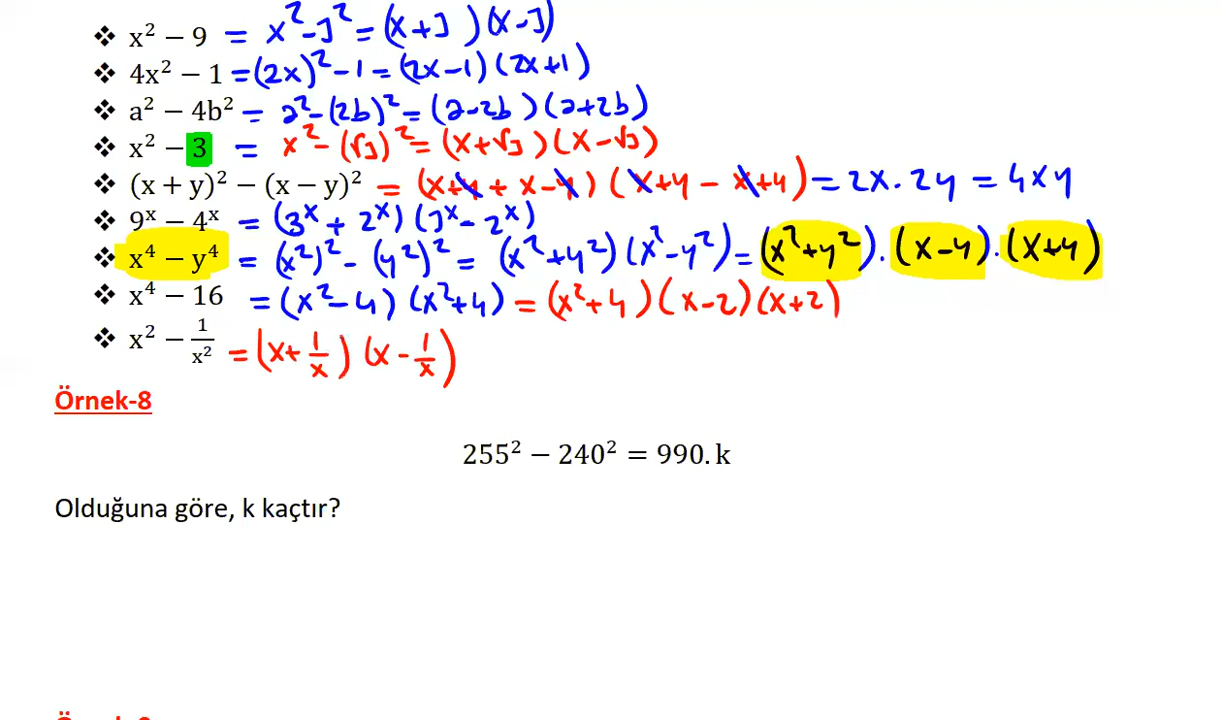 ❖ x² − 9 = x² − 3² = (x+3)(x−3)
❖ 4x² − 1 = (2x)² − 1 = (2x−1)(2x+1)
❖ a² − 4b² = a² − (2b)² = (a−2b)(a+2b)
❖ x² − 3 = x² − (√3)² = (x+√3)(x−√3)
❖ (x + y)² − (x − y)² = (x+y + x−y)(x+y − x+y) = 2x.2y = 4xy
❖ 9ˣ − 4ˣ = (3ˣ + 2ˣ)(3ˣ − 2ˣ)
❖ x⁴ − y⁴ = (x²)² − (y²)² = (x²+y²)(x²−y²) = (x²+y²).(x−y).(x+y)
❖ x⁴ − 16 = (x²−4)(x²+4) = (x²+4)(x−2)(x+2)
❖ x² − 1/x² = (x+1/x)(x−1/x)
Örnek-8
255² − 240² = 990.k
Olduğuna göre, k kaçtır?